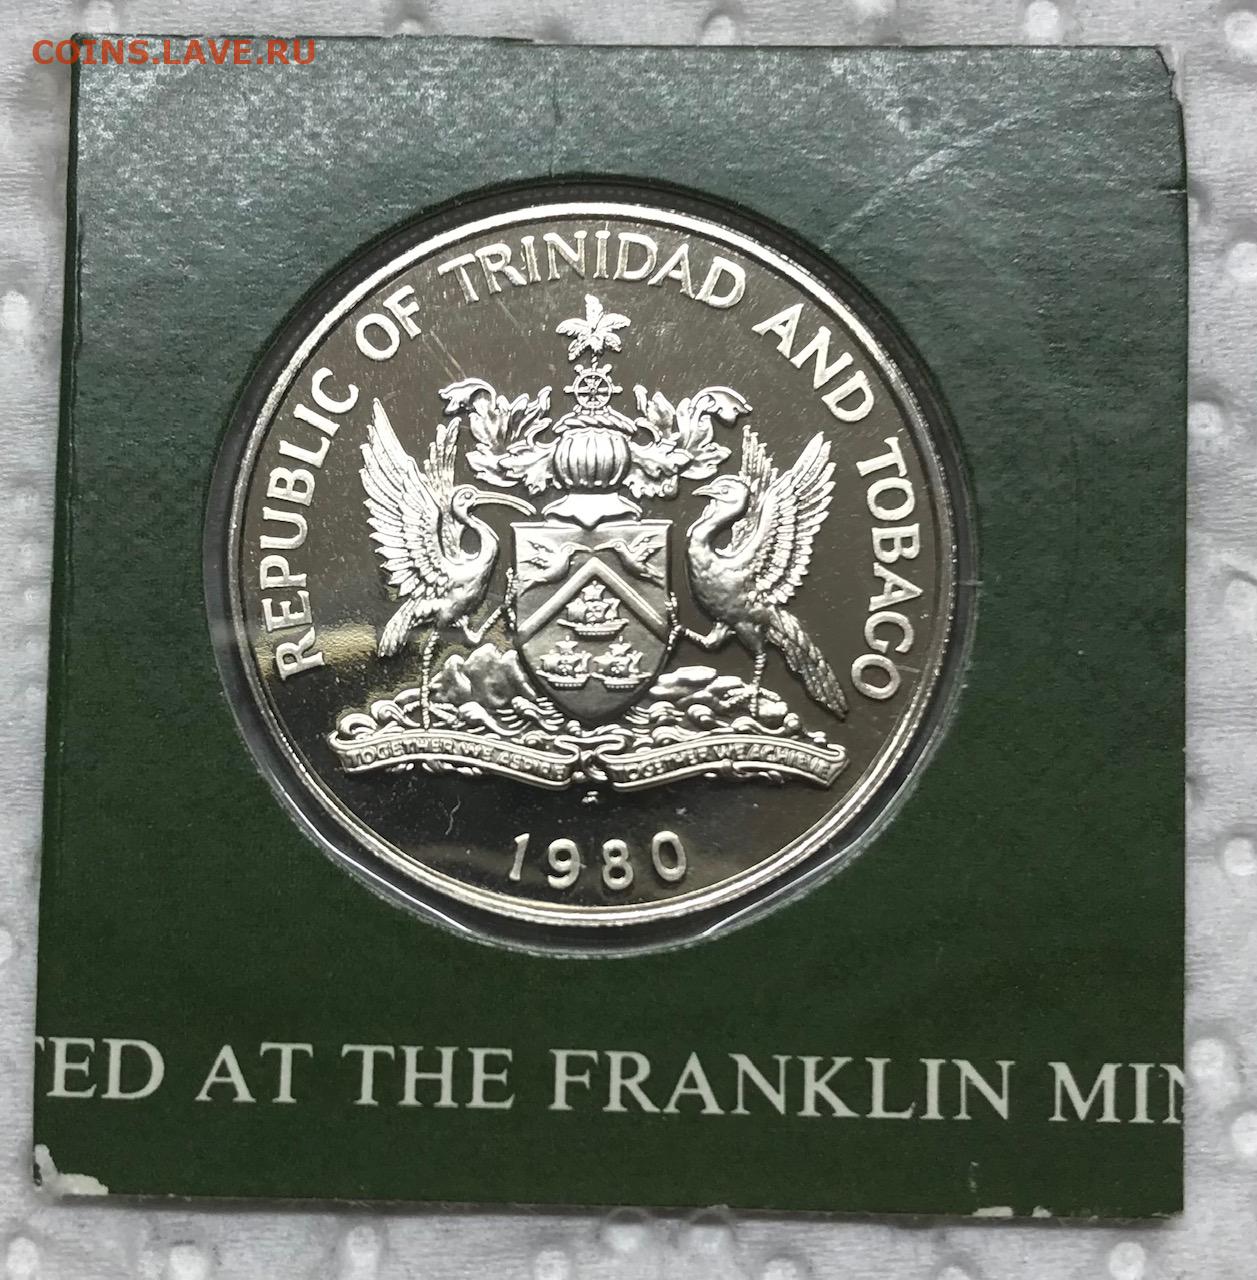 COINS.LAVE.RU
REPUBLIC OF TRINIDAD AND TOBAGO
TOGETHER WE ASPIRE TOGETHER WE ACHIEVE
1980
TED AT THE FRANKLIN MIN